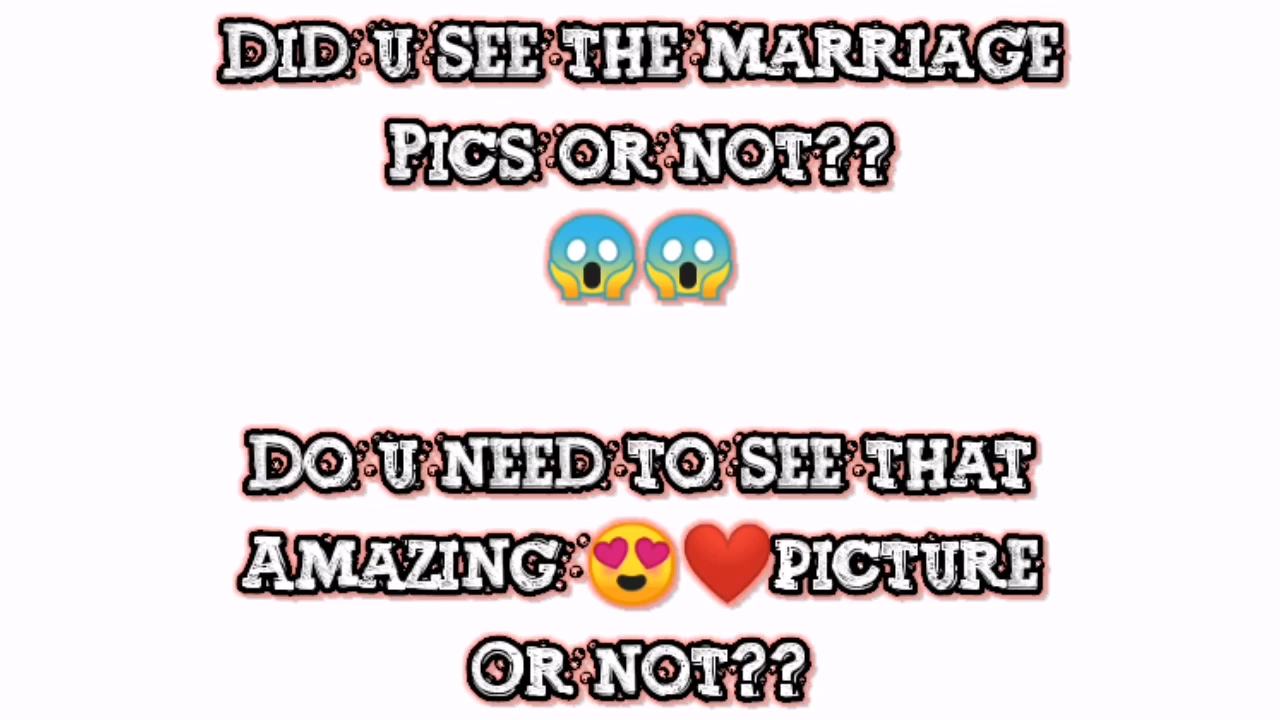 Did u see the marriage
Pics or not??
😱😱
Do u need to see that
Amazing 😍❤️picture
Or not??